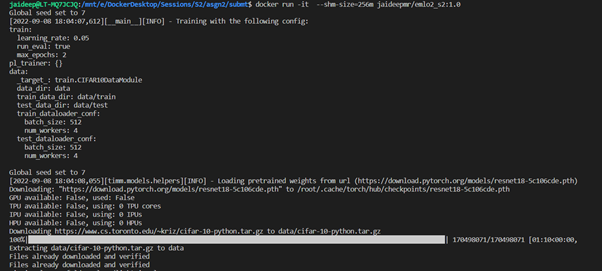 jaideep@LT-MQ7JCJQ:/mnt/e/DockerDesktop/Sessions/S2/asgn2/submt$ docker run -it --shm-size=256m jaideepmr/emlo2_s2:1.0
Global seed set to 7
[2022-09-08 18:04:07,612][__main__][INFO] - Training with the following config:
train:
  learning_rate: 0.05
  run_eval: true
  max_epochs: 2
pl_trainer: {}
data:
  _target_: train.CIFAR10DataModule
  data_dir: data
  train_data_dir: data/train
  test_data_dir: data/test
  train_dataloader_conf:
    batch_size: 512
    num_workers: 4
  test_dataloader_conf:
    batch_size: 512
    num_workers: 4
Global seed set to 7
[2022-09-08 18:04:08,055][timm.models.helpers][INFO] - Loading pretrained weights from url (https://download.pytorch.org/models/resnet18-5c106cde.pth)
Downloading: "https://download.pytorch.org/models/resnet18-5c106cde.pth" to /root/.cache/torch/hub/checkpoints/resnet18-5c106cde.pth
GPU available: False, used: False
TPU available: False, using: 0 TPU cores
IPU available: False, using: 0 IPUs
HPU available: False, using: 0 HPUs
Downloading https://www.cs.toronto.edu/~kriz/cifar-10-python.tar.gz to data/cifar-10-python.tar.gz
100%| | 170498071/170498071 [01:10<00:00,
Extracting data/cifar-10-python.tar.gz to data
Files already downloaded and verified
Files already downloaded and verified